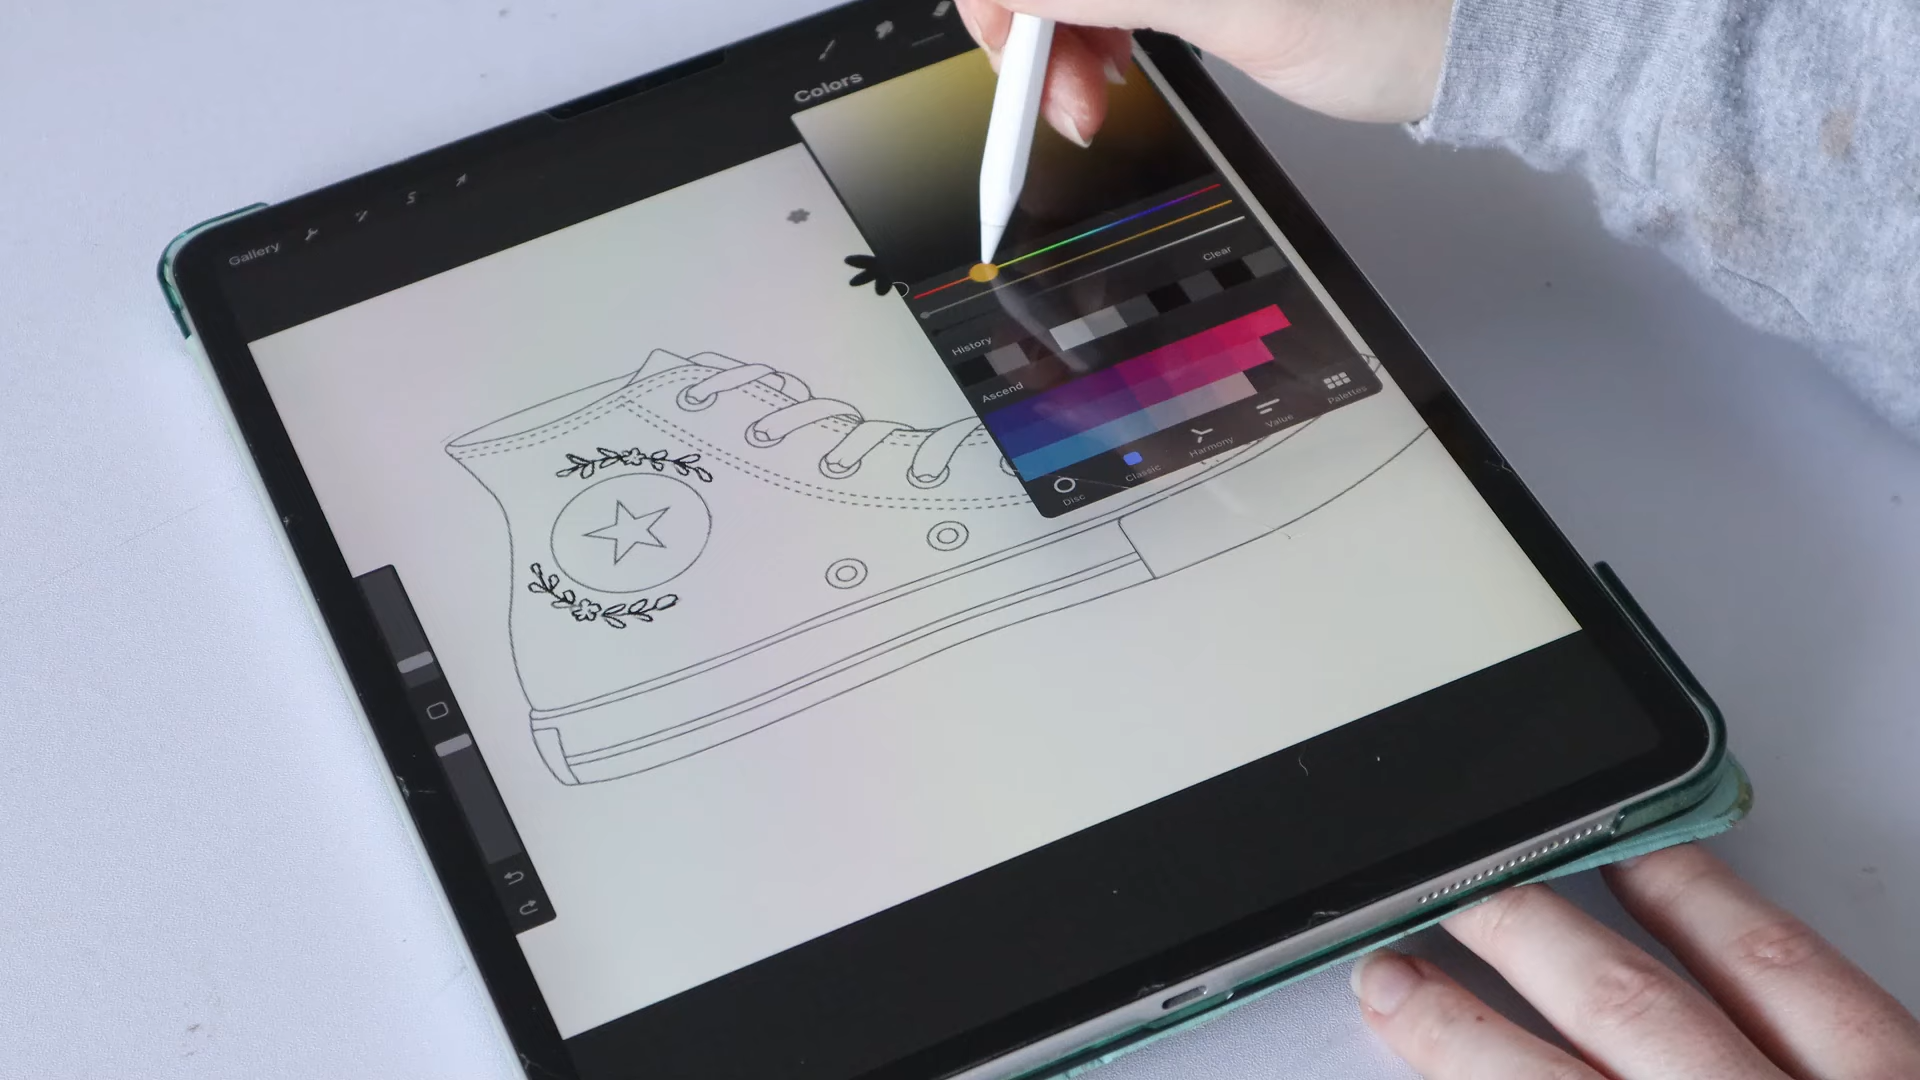 Gallery
Colors
Clear
History
Ascend
Disc
Classic
Harmony
Value
Palettes